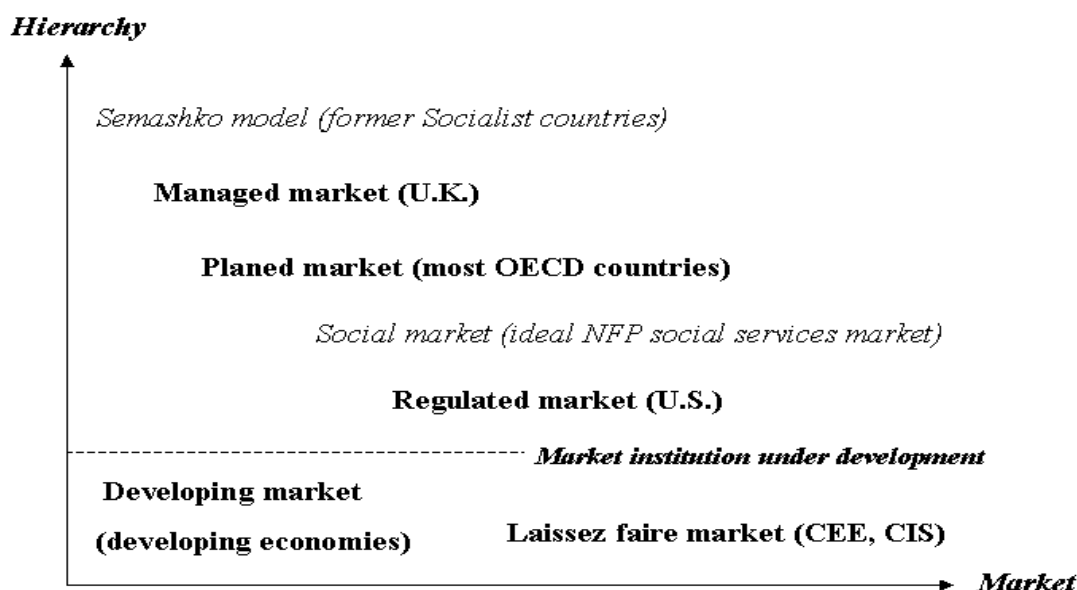 Hierarchy
Semashko model (former Socialist countries)
Managed market (U.K.)
Planed market (most OECD countries)
Social market (ideal NFP social services market)
Regulated market (U.S.)
Market institution under development
Developing market
(developing economies)
Laissez faire market (CEE, CIS)
Market